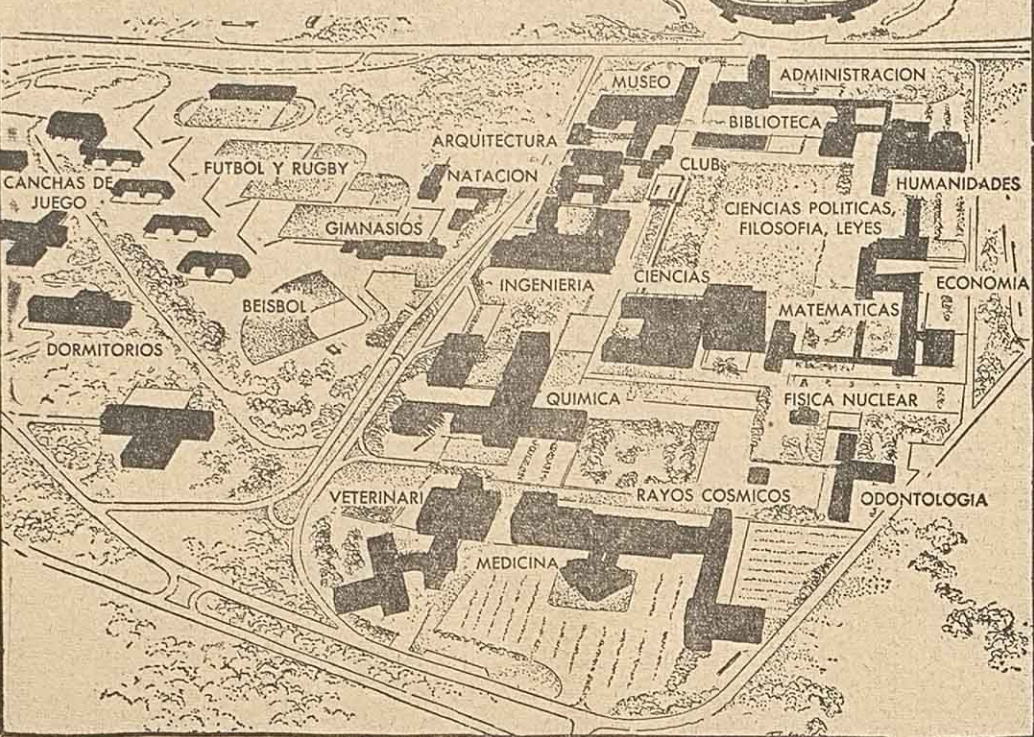 MUSEO
ADMINISTRACION
BIBLIOTECA
ARQUITECTURA
CLUB
FUTBOL Y RUGBY
NATACION
CANCHAS DE
JUEGO
HUMANIDADES
CIENCIAS POLITICAS,
FILOSOFIA, LEYES
GIMNASIOS
CIENCIAS
INGENIERIA
ECONOMIA
BEISBOL
MATEMATICAS
DORMITORIOS
QUIMICA
FISICA NUCLEAR
VETERINARI
RAYOS COSMICOS
ODONTOLOGIA
MEDICINA